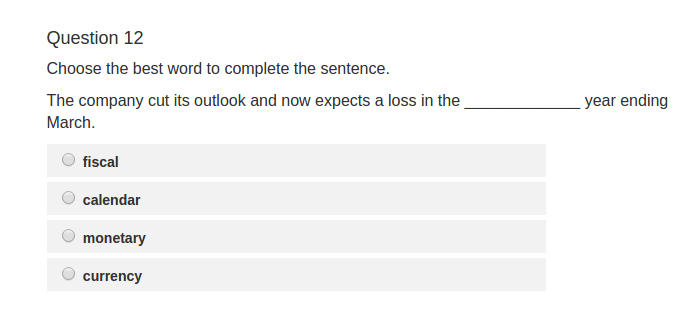 Question 12
Choose the best word to complete the sentence.
The company cut its outlook and now expects a loss in the _____________ year ending
March.
fiscal
calendar
monetary
currency